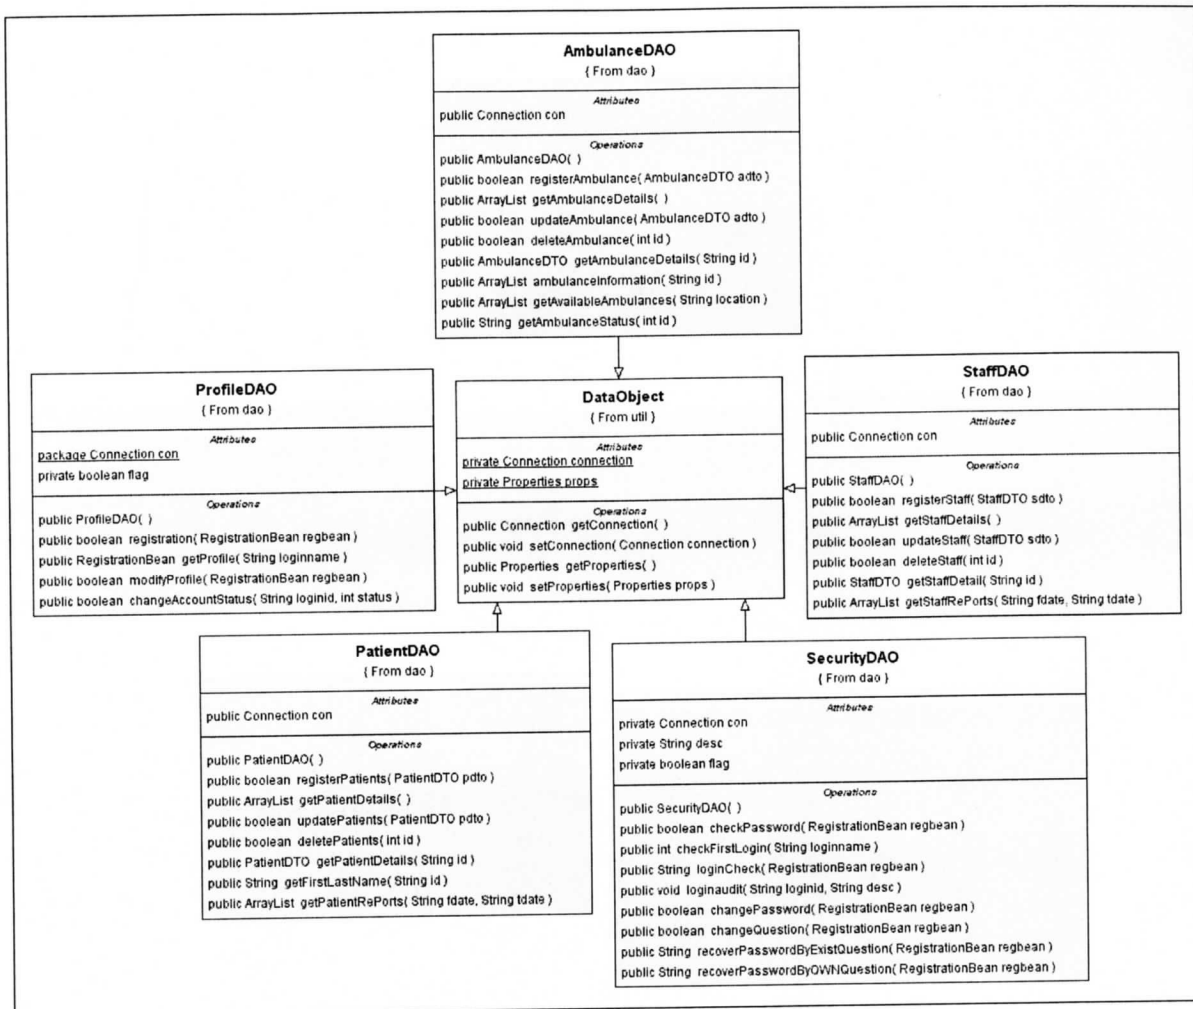 AmbulanceDAO
{ From dao }
Attributes
public Connection con
Operations
public AmbulanceDAO( )
public boolean registerAmbulance( AmbulanceDTO adto )
public ArrayList getAmbulanceDetails( )
public boolean updateAmbulance( AmbulanceDTO adto )
public boolean deleteAmbulance( int id )
public AmbulanceDTO getAmbulanceDetails( String id )
public ArrayList ambulanceInformation( String id )
public ArrayList getAvailableAmbulances( String location )
public String getAmbulanceStatus( int id )
ProfileDAO
{ From dao }
Attributes
package Connection con
private boolean flag
Operations
public ProfileDAO( )
public boolean registration( RegistrationBean regbean )
public RegistrationBean getProfile( String loginname )
public boolean modifyProfile( RegistrationBean regbean )
public boolean changeAccountStatus( String loginid, int status )
DataObject
{ From util }
Attributes
private Connection connection
private Properties props
Operations
public Connection getConnection( )
public void setConnection( Connection connection )
public Properties getProperties( )
public void setProperties( Properties props )
StaffDAO
{ From dao }
Attributes
public Connection con
Operations
public StaffDAO( )
public boolean registerStaff( StaffDTO sdto )
public ArrayList getStaffDetails( )
public boolean updateStaff( StaffDTO sdto )
public boolean deleteStaff( int id )
public StaffDTO getStaffDetail( String id )
public ArrayList getStaffRePorts( String fdate, String tdate )
PatientDAO
{ From dao }
Attributes
public Connection con
Operations
public PatientDAO( )
public boolean registerPatients( PatientDTO pdto )
public ArrayList getPatientDetails( )
public boolean updatePatients( PatientDTO pdto )
public boolean deletePatients( int id )
public PatientDTO getPatientDetails( String id )
public String getFirstLastName( String id )
public ArrayList getPatientRePorts( String fdate, String tdate )
SecurityDAO
{ From dao }
Attributes
private Connection con
private String desc
private boolean flag
Operations
public SecurityDAO( )
public boolean checkPassword( RegistrationBean regbean )
public int checkFirstLogin( String loginname )
public String loginCheck( RegistrationBean regbean )
public void loginaudit( String loginid, String desc )
public boolean changePassword( RegistrationBean regbean )
public boolean changeQuestion( RegistrationBean regbean )
public String recoverPasswordByExistQuestion( RegistrationBean regbean )
public String recoverPasswordByOWNQuestion( RegistrationBean regbean )